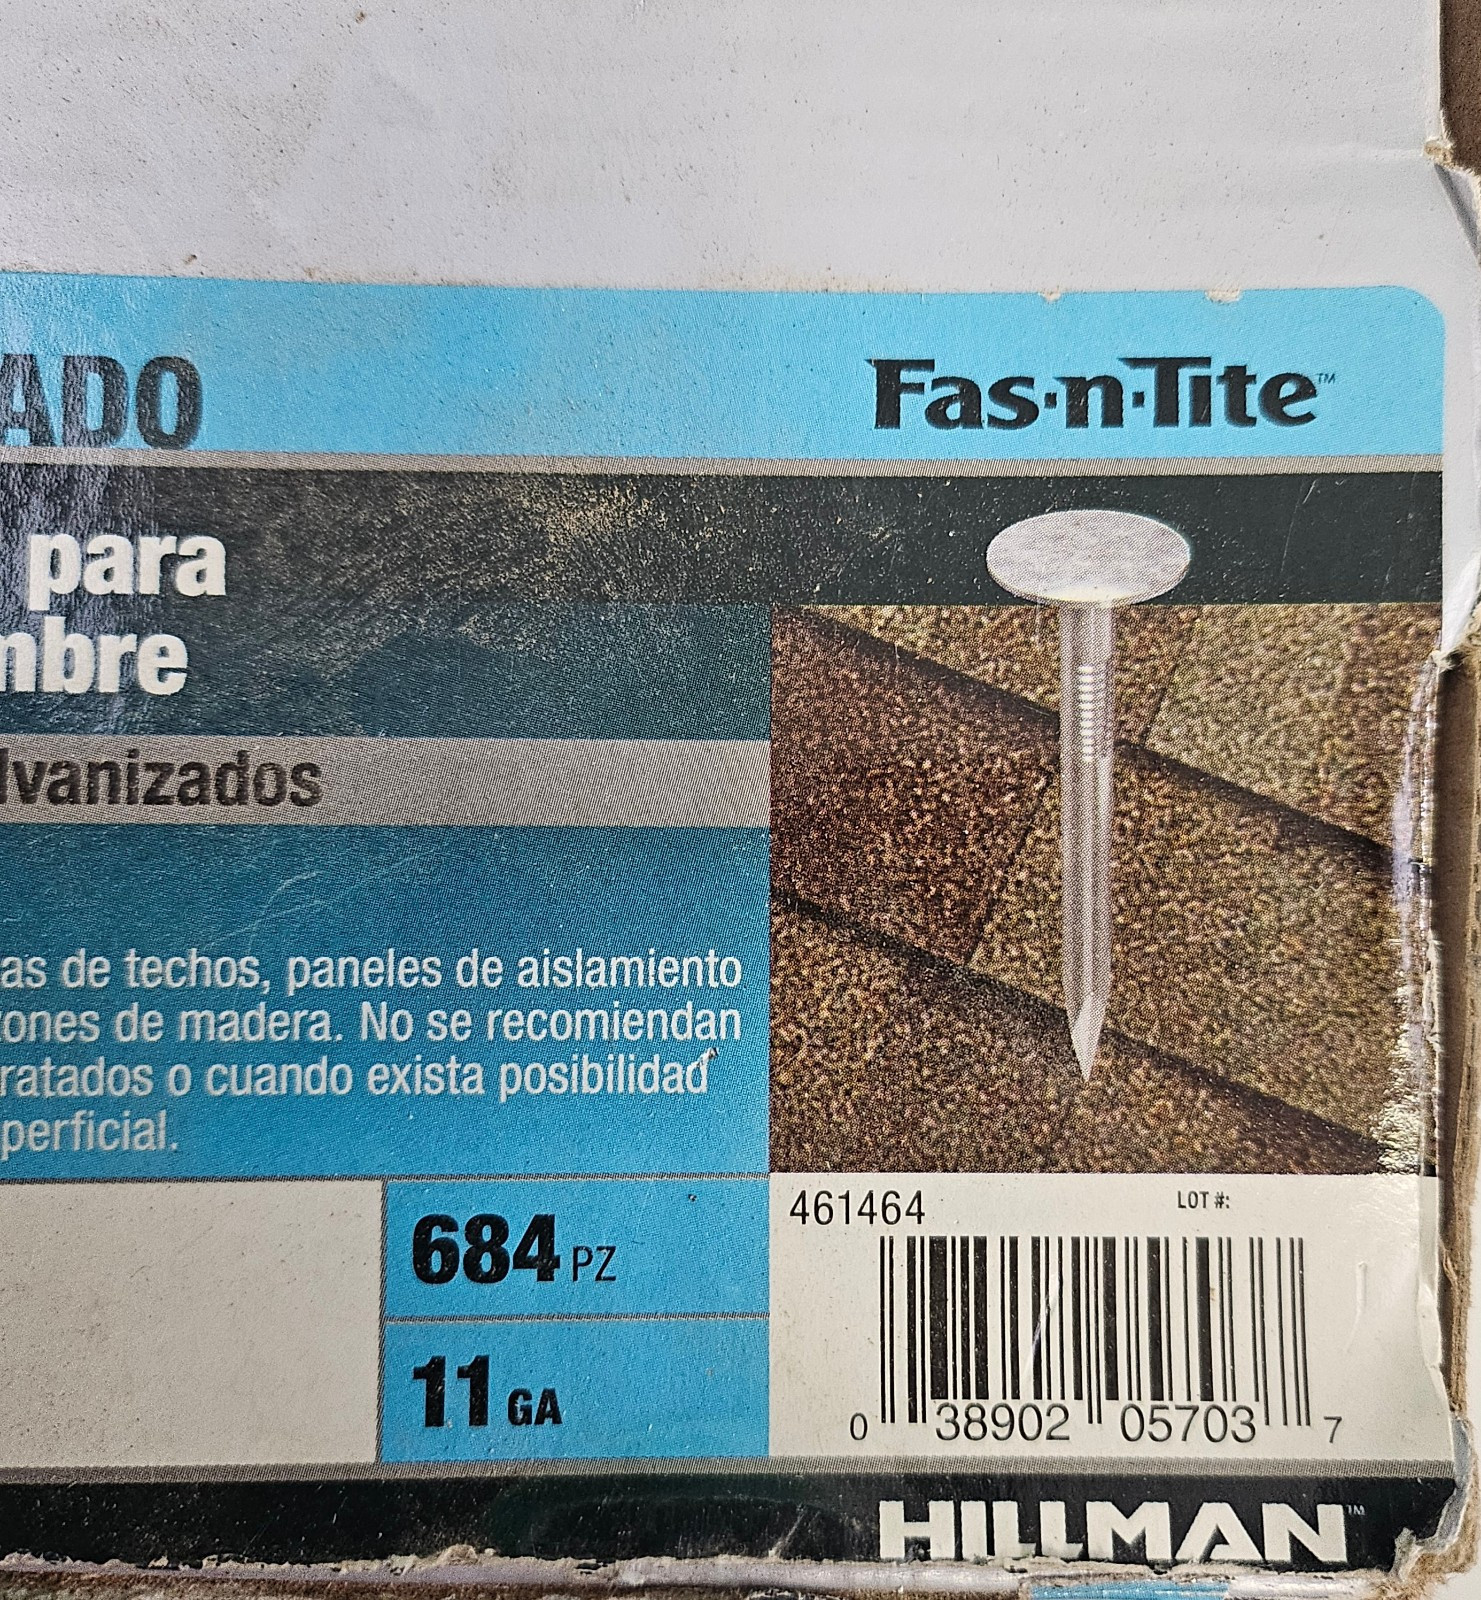 ADO
Fas·n·Tite™
para
mbre
lvanizados
as de techos, paneles de aislamiento
ones de madera. No se recomiendan
ratados o cuando exista posibilidad
perficial.
684 PZ
11 GA
461464
LOT #:
0 38902 05703 7
HILLMAN™